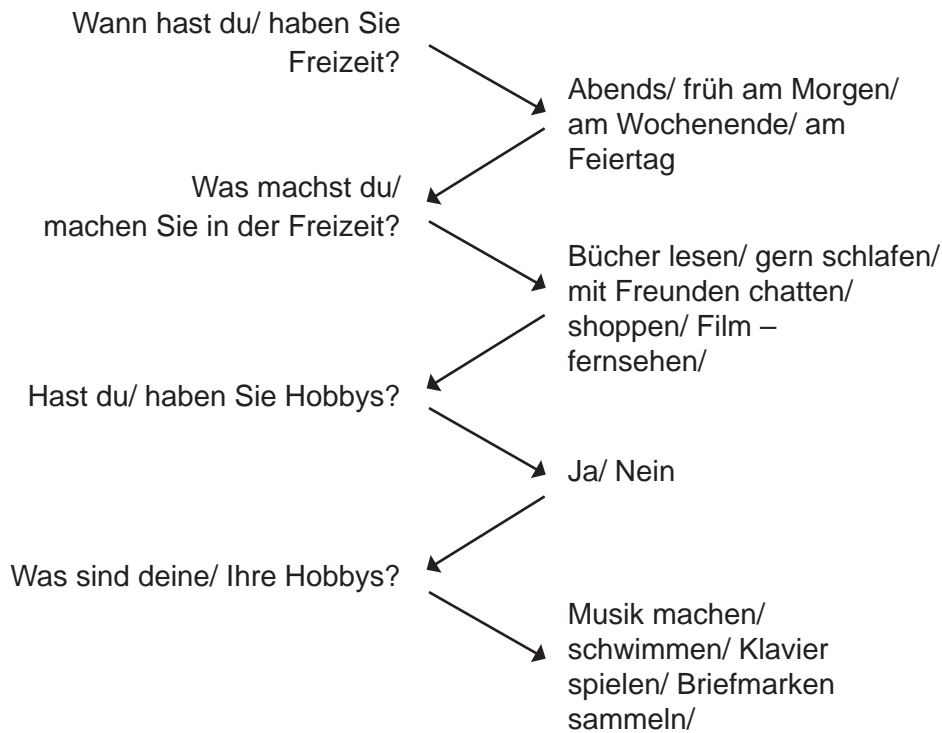 Wann hast du/ haben Sie
Freizeit?
Abends/ früh am Morgen/
am Wochenende/ am
Feiertag
Was machst du/
machen Sie in der Freizeit?
Bücher lesen/ gern schlafen/
mit Freunden chatten/
shoppen/ Film –
fernsehen/
Hast du/ haben Sie Hobbys?
Ja/ Nein
Was sind deine/ Ihre Hobbys?
Musik machen/
schwimmen/ Klavier
spielen/ Briefmarken
sammeln/